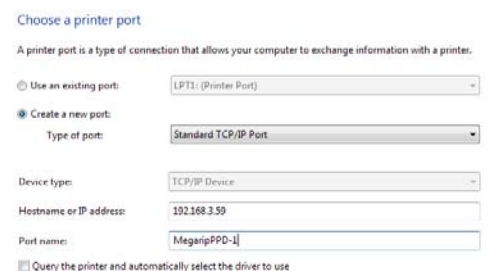 Choose a printer port
A printer port is a type of connection that allows your computer to exchange information with a printer.
Use an existing port: LPT1: (Printer Port)
Create a new port:
Type of port: Standard TCP/IP Port
Device type: TCP/IP Device
Hostname or IP address: 192.168.3.59
Port name: MegaripPPD-1
Query the printer and automatically select the driver to use